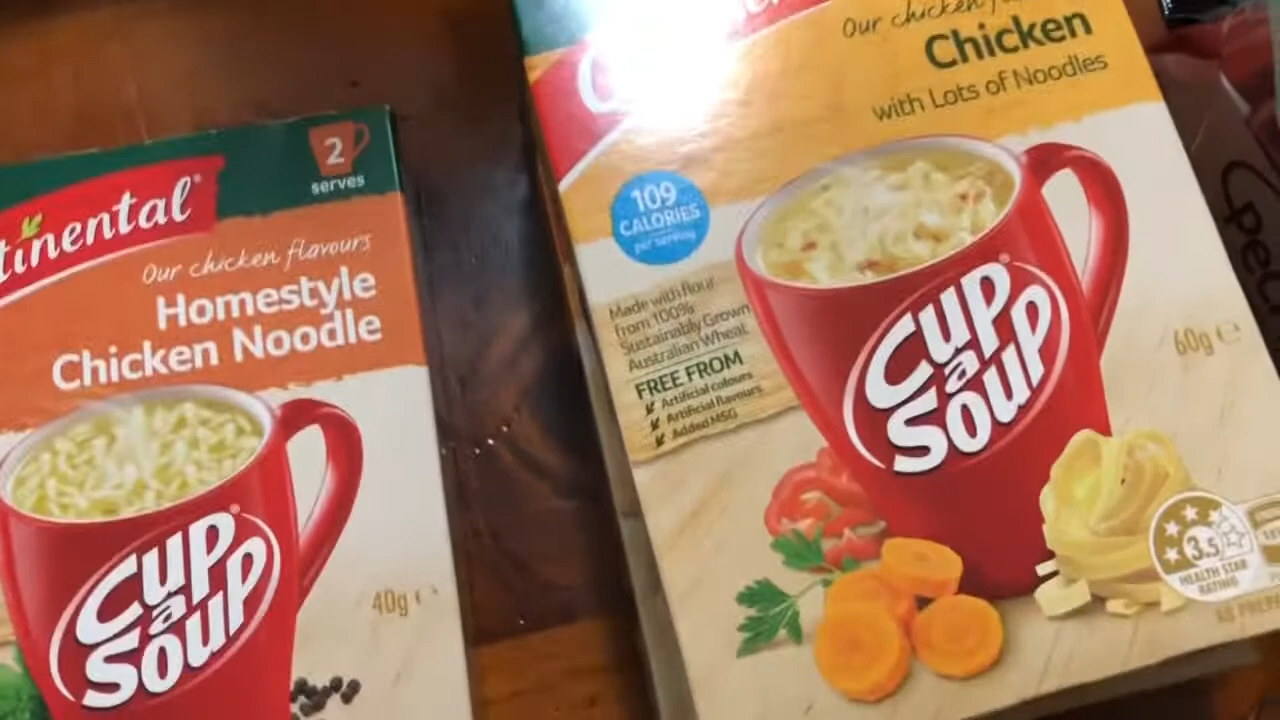 tinental
2
serves
Our chicken flavours
Homestyle
Chicken Noodle
CUP
a
SOUP
40g
Our chicken
Chicken
with Lots of Noodles
109
CALORIES
per serving
Made with flour
from 100%
Sustainably Grown
Australian Wheat
FREE FROM
Artificial colours
Artificial flavours
Added MSG
CUP
a
SOUP
60g e
3.5
HEALTH STAR
RATING